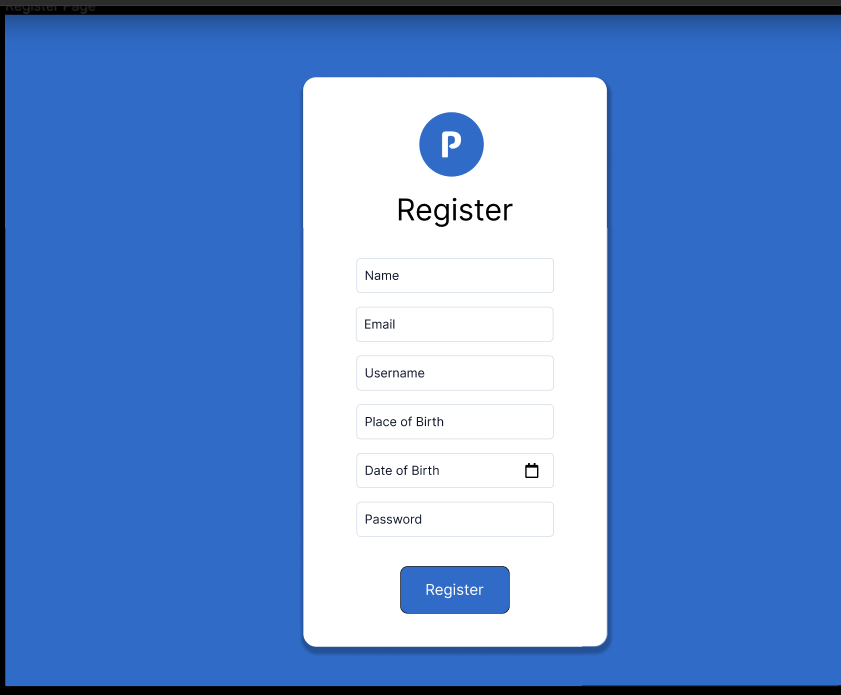 Register Page
P
Register
Name
Email
Username
Place of Birth
Date of Birth
Password
Register